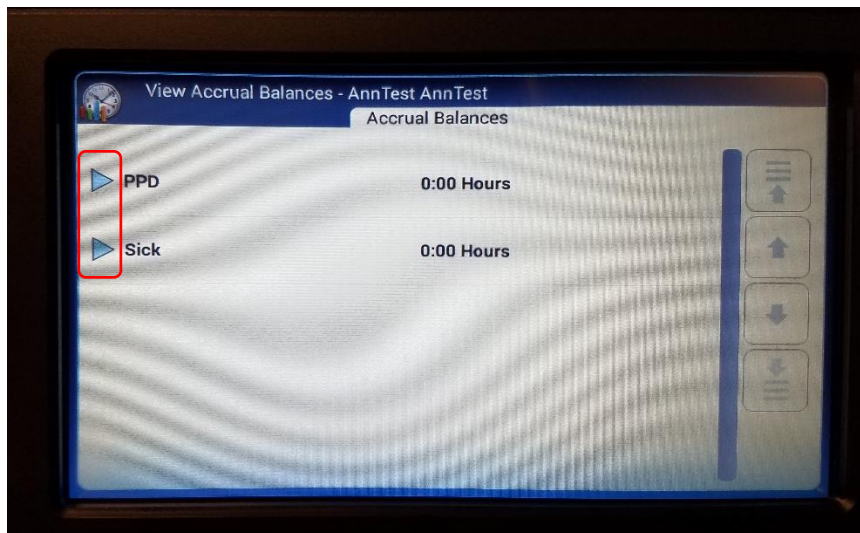 View Accrual Balances - AnnTest AnnTest
Accrual Balances
PPD 0:00 Hours
Sick 0:00 Hours